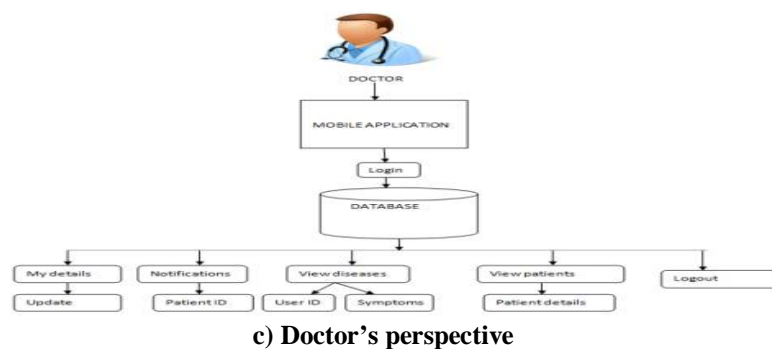 DOCTOR
MOBILE APPLICATION
Login
DATABASE
My details
Notifications
View diseases
View patients
Logout
Update
Patient ID
User ID
Symptoms
Patient details
c) Doctor's perspective